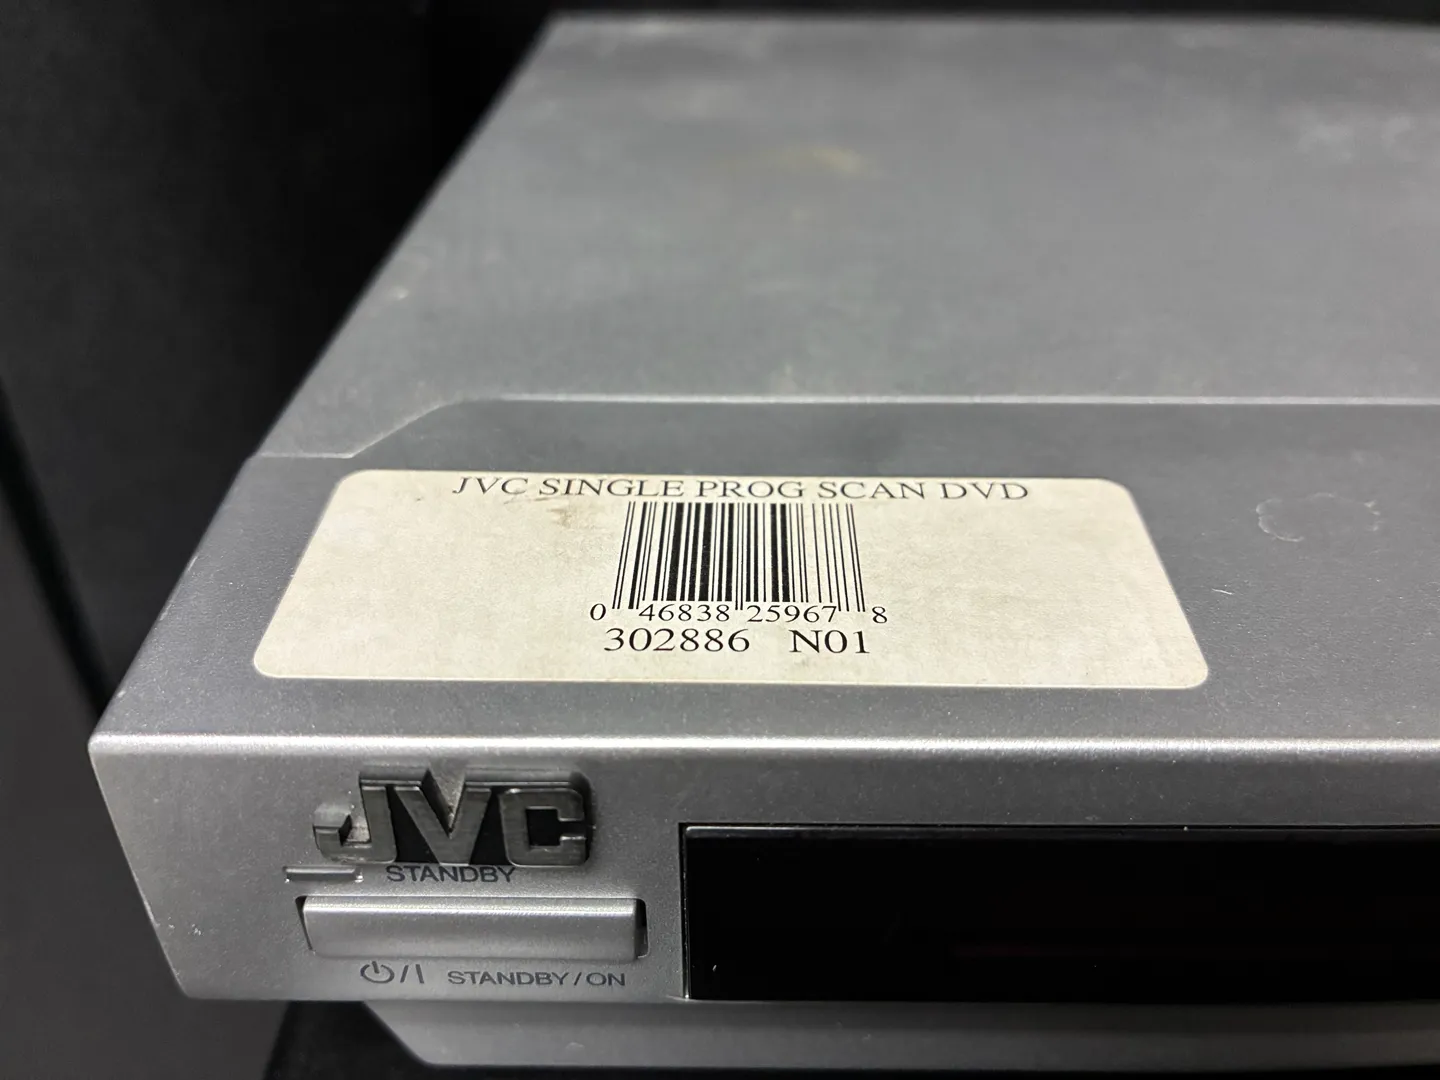 JVC SINGLE PROG SCAN DVD
0 46838 25967 8
302886 N01
JVC
STANDBY
⏻/I STANDBY/ON